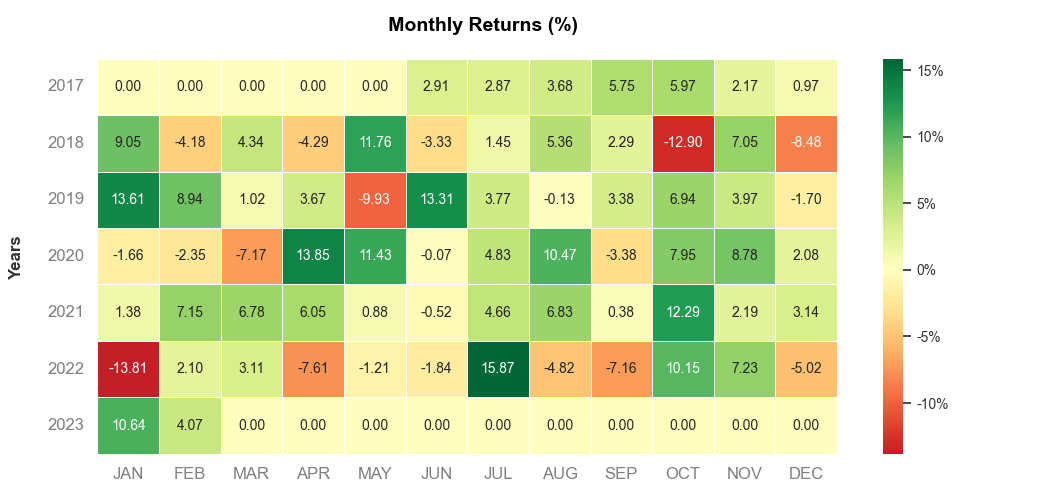 Monthly Returns (%)
Years
2017 0.00 0.00 0.00 0.00 0.00 2.91 2.87 3.68 5.75 5.97 2.17 0.97
2018 9.05 -4.18 4.34 -4.29 11.76 -3.33 1.45 5.36 2.29 -12.90 7.05 -8.48
2019 13.61 8.94 1.02 3.67 -9.93 13.31 3.77 -0.13 3.38 6.94 3.97 -1.70
2020 -1.66 -2.35 -7.17 13.85 11.43 -0.07 4.83 10.47 -3.38 7.95 8.78 2.08
2021 1.38 7.15 6.78 6.05 0.88 -0.52 4.66 6.83 0.38 12.29 2.19 3.14
2022 -13.81 2.10 3.11 -7.61 -1.21 -1.84 15.87 -4.82 -7.16 10.15 7.23 -5.02
2023 10.64 4.07 0.00 0.00 0.00 0.00 0.00 0.00 0.00 0.00 0.00 0.00
JAN FEB MAR APR MAY JUN JUL AUG SEP OCT NOV DEC
15%
10%
5%
0%
-5%
-10%